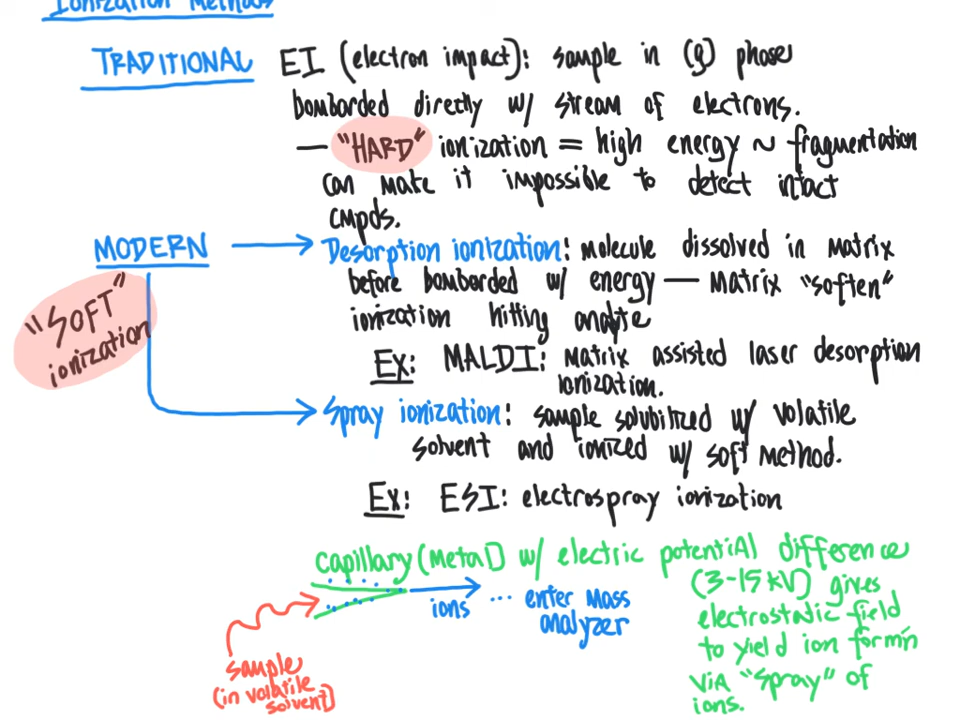 Ionization Methods
TRADITIONAL EI (electron impact): sample in (g) phase
bombarded directly w/ stream of electrons.
— "HARD" ionization = high energy ~ fragmentation
can make it impossible to detect intact
cmpds.
MODERN → Desorption ionization: molecule dissolved in matrix
before bombarded w/ energy — matrix "soften"
ionization hitting analyte
"SOFT"
ionization
Ex: MALDI: matrix assisted laser desorption
ionization.
Spray ionization: sample solubilized w/ volatile
solvent and ionized w/ soft method.
Ex: ESI: electrospray ionization
capillary (metal) w/ electric potential difference
(3-15 kV) gives
electrostatic field
to yield ion form'n
via "spray" of
ions.
ions ... enter mass
analyzer
sample
(in volatile
solvent)